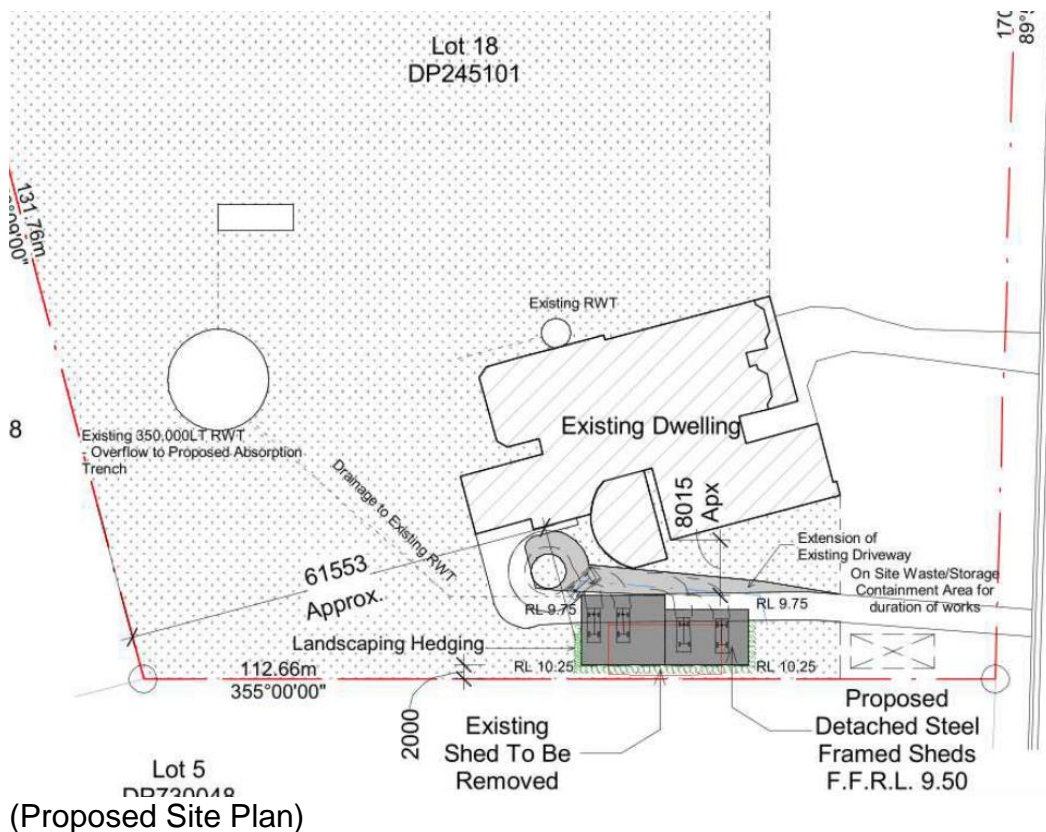 Lot 18
DP245101
170
89°
131.76m
Existing RWT
8
Existing 350.000LT RWT
- Overflow to Proposed Absorption
Trench
Existing Dwelling
Drainage to Existing RWT
8015
Apx
Extension of
Existing Driveway
61553
Approx.
On Site Waste/Storage
Containment Area for
duration of works
RL 9.75
RL 9.75
Landscaping Hedging
RL 10.25
RL 10.25
112.66m
355°00'00"
2000
Existing
Shed To Be
Removed
Proposed
Detached Steel
Framed Sheds
F.F.R.L. 9.50
Lot 5
DP730048
(Proposed Site Plan)